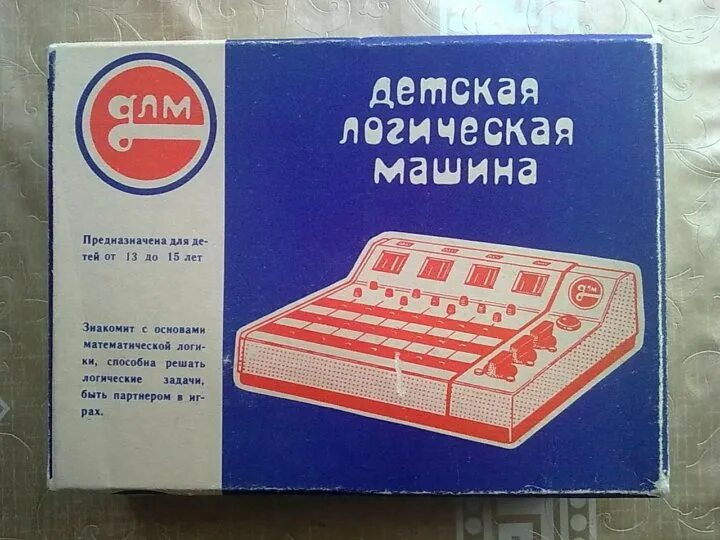 длм
детская
логическая
машина
Предназначена для де-
тей от 13 до 15 лет
Знакомит с основами
математической логи-
ки, способна решать
логические задачи,
быть партнером в иг-
рах.
длм